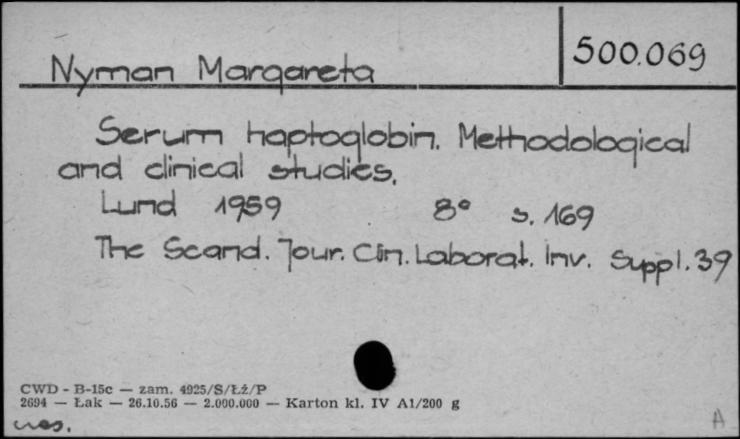 Nyman Margareta
500.069
Serum haptoglobin. Methodological
and clinical studies.
Lund 1959 8° s. 169
The Scand. Jour. Clin. Laborat. Inv. Suppl. 39
CWD - B-15c — zam. 4925/S/Łż/P
2694 — Łak — 26.10.56 — 2.000.000 — Karton kl. IV A1/200 g
A